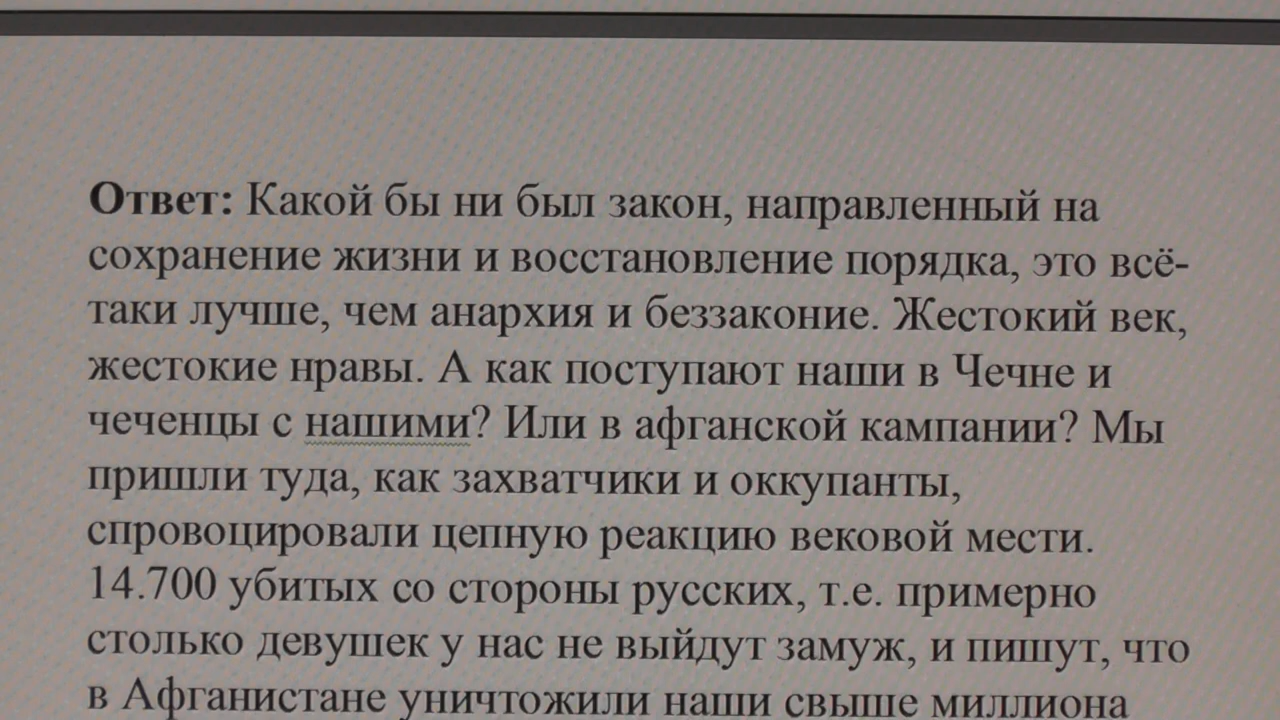 Ответ: Какой бы ни был закон, направленный на
сохранение жизни и восстановление порядка, это всё-
таки лучше, чем анархия и беззаконие. Жестокий век,
жестокие нравы. А как поступают наши в Чечне и
чеченцы с нашими? Или в афганской кампании? Мы
пришли туда, как захватчики и оккупанты,
спровоцировали цепную реакцию вековой мести.
14.700 убитых со стороны русских, т.е. примерно
столько девушек у нас не выйдут замуж, и пишут, что
в Афганистане уничтожили наши свыше миллиона